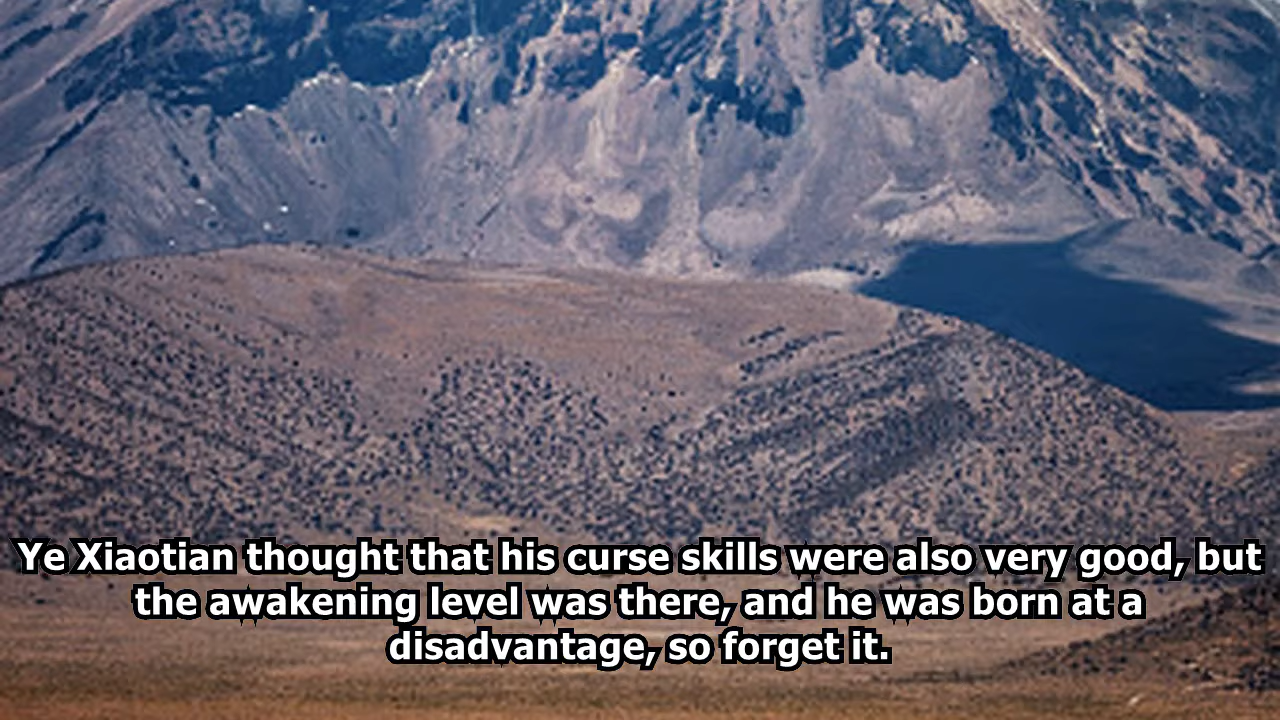 Ye Xiaotian thought that his curse skills were also very good, but
the awakening level was there, and he was born at a
disadvantage, so forget it.